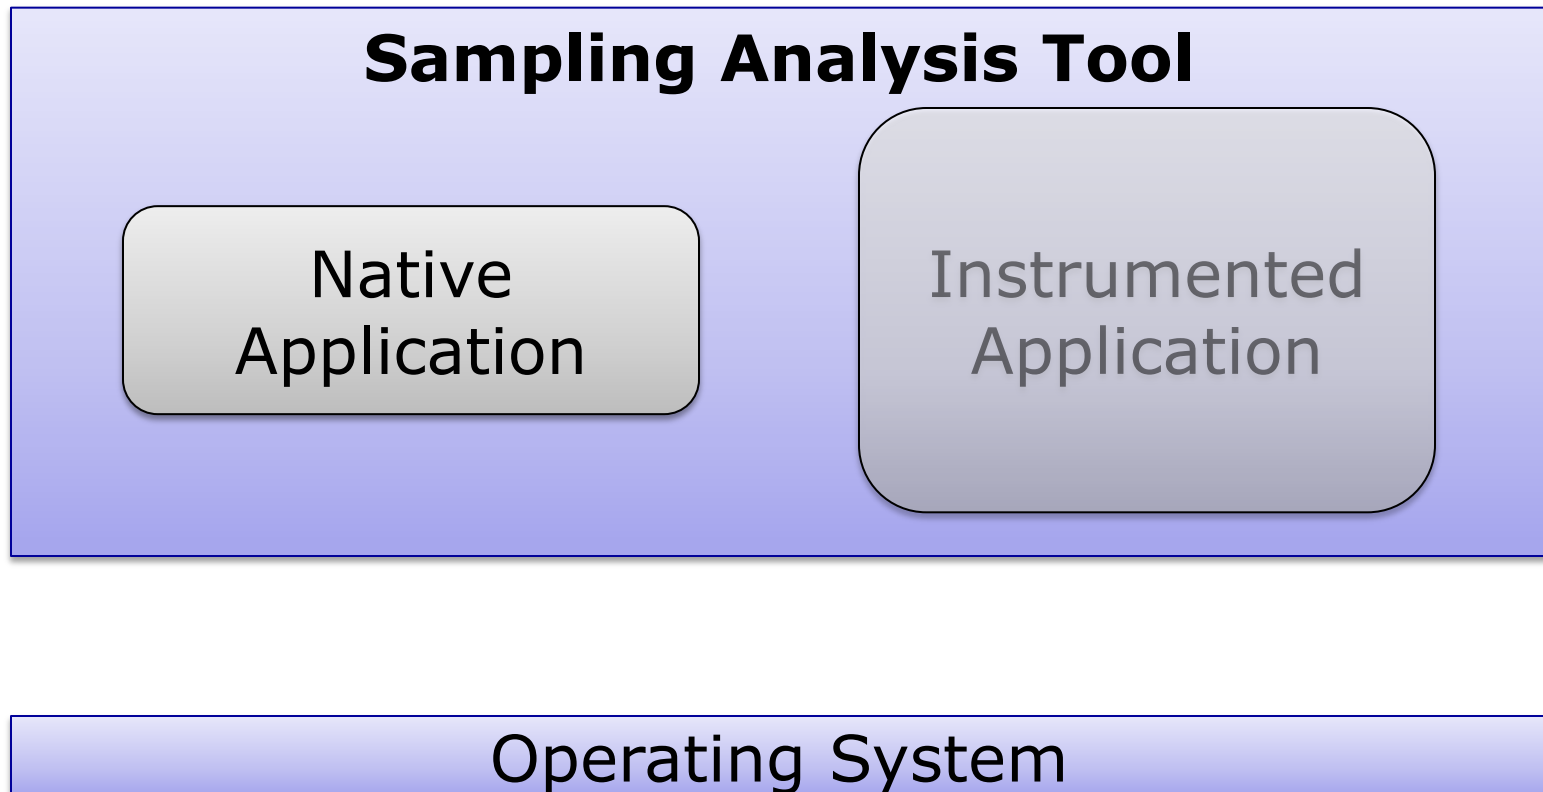 Sampling Analysis Tool
Native
Application
Instrumented
Application
Operating System